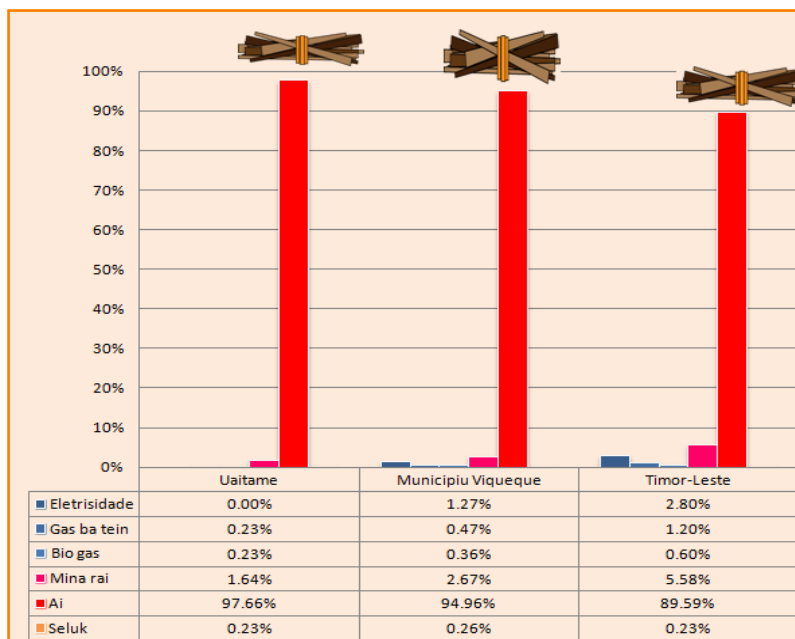 100%
90%
80%
70%
60%
50%
40%
30%
20%
10%
0%
Uaitame Municipiu Viqueque Timor-Leste
Eletrisidade 0.00% 1.27% 2.80%
Gas ba tein 0.23% 0.47% 1.20%
Bio gas 0.23% 0.36% 0.60%
Mina rai 1.64% 2.67% 5.58%
Ai 97.66% 94.96% 89.59%
Seluk 0.23% 0.26% 0.23%